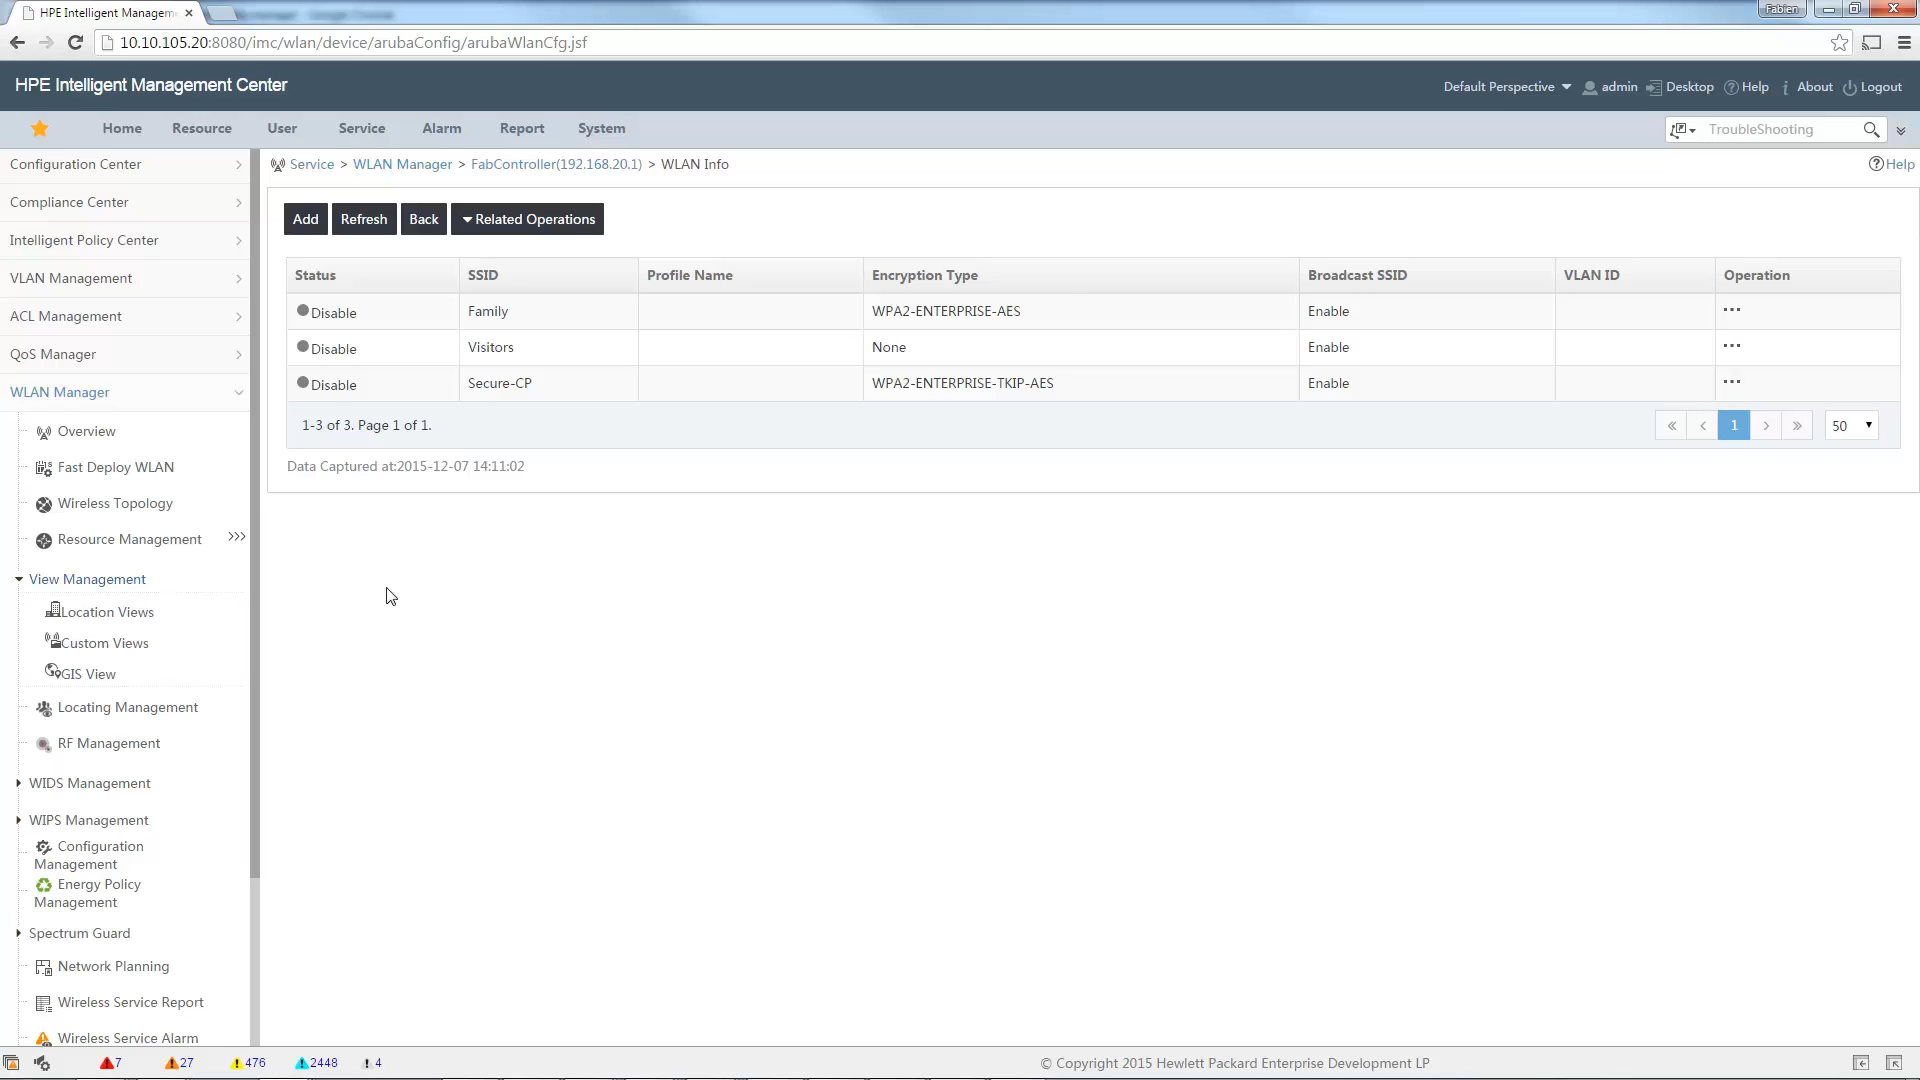 HPE Intelligent Managem
Fabien
10.10.105.20:8080/imc/wlan/device/arubaConfig/arubaWlanCfg.jsf
HPE Intelligent Management Center
Default Perspective admin Desktop Help About Logout
Home Resource User Service Alarm Report System TroubleShooting
Configuration Center
Compliance Center
Intelligent Policy Center
VLAN Management
ACL Management
QoS Manager
WLAN Manager
Overview
Fast Deploy WLAN
Wireless Topology
Resource Management >>>
View Management
Location Views
Custom Views
GIS View
Locating Management
RF Management
WIDS Management
WIPS Management
Configuration
Management
Energy Policy
Management
Spectrum Guard
Network Planning
Wireless Service Report
Wireless Service Alarm
Service > WLAN Manager > FabController(192.168.20.1) > WLAN Info
Help
Add Refresh Back Related Operations
Status SSID Profile Name Encryption Type Broadcast SSID VLAN ID Operation
Disable Family WPA2-ENTERPRISE-AES Enable ...
Disable Visitors None Enable ...
Disable Secure-CP WPA2-ENTERPRISE-TKIP-AES Enable ...
1-3 of 3. Page 1 of 1. « ‹ 1 › » 50
Data Captured at:2015-12-07 14:11:02
7 27 476 2448 4
© Copyright 2015 Hewlett Packard Enterprise Development LP